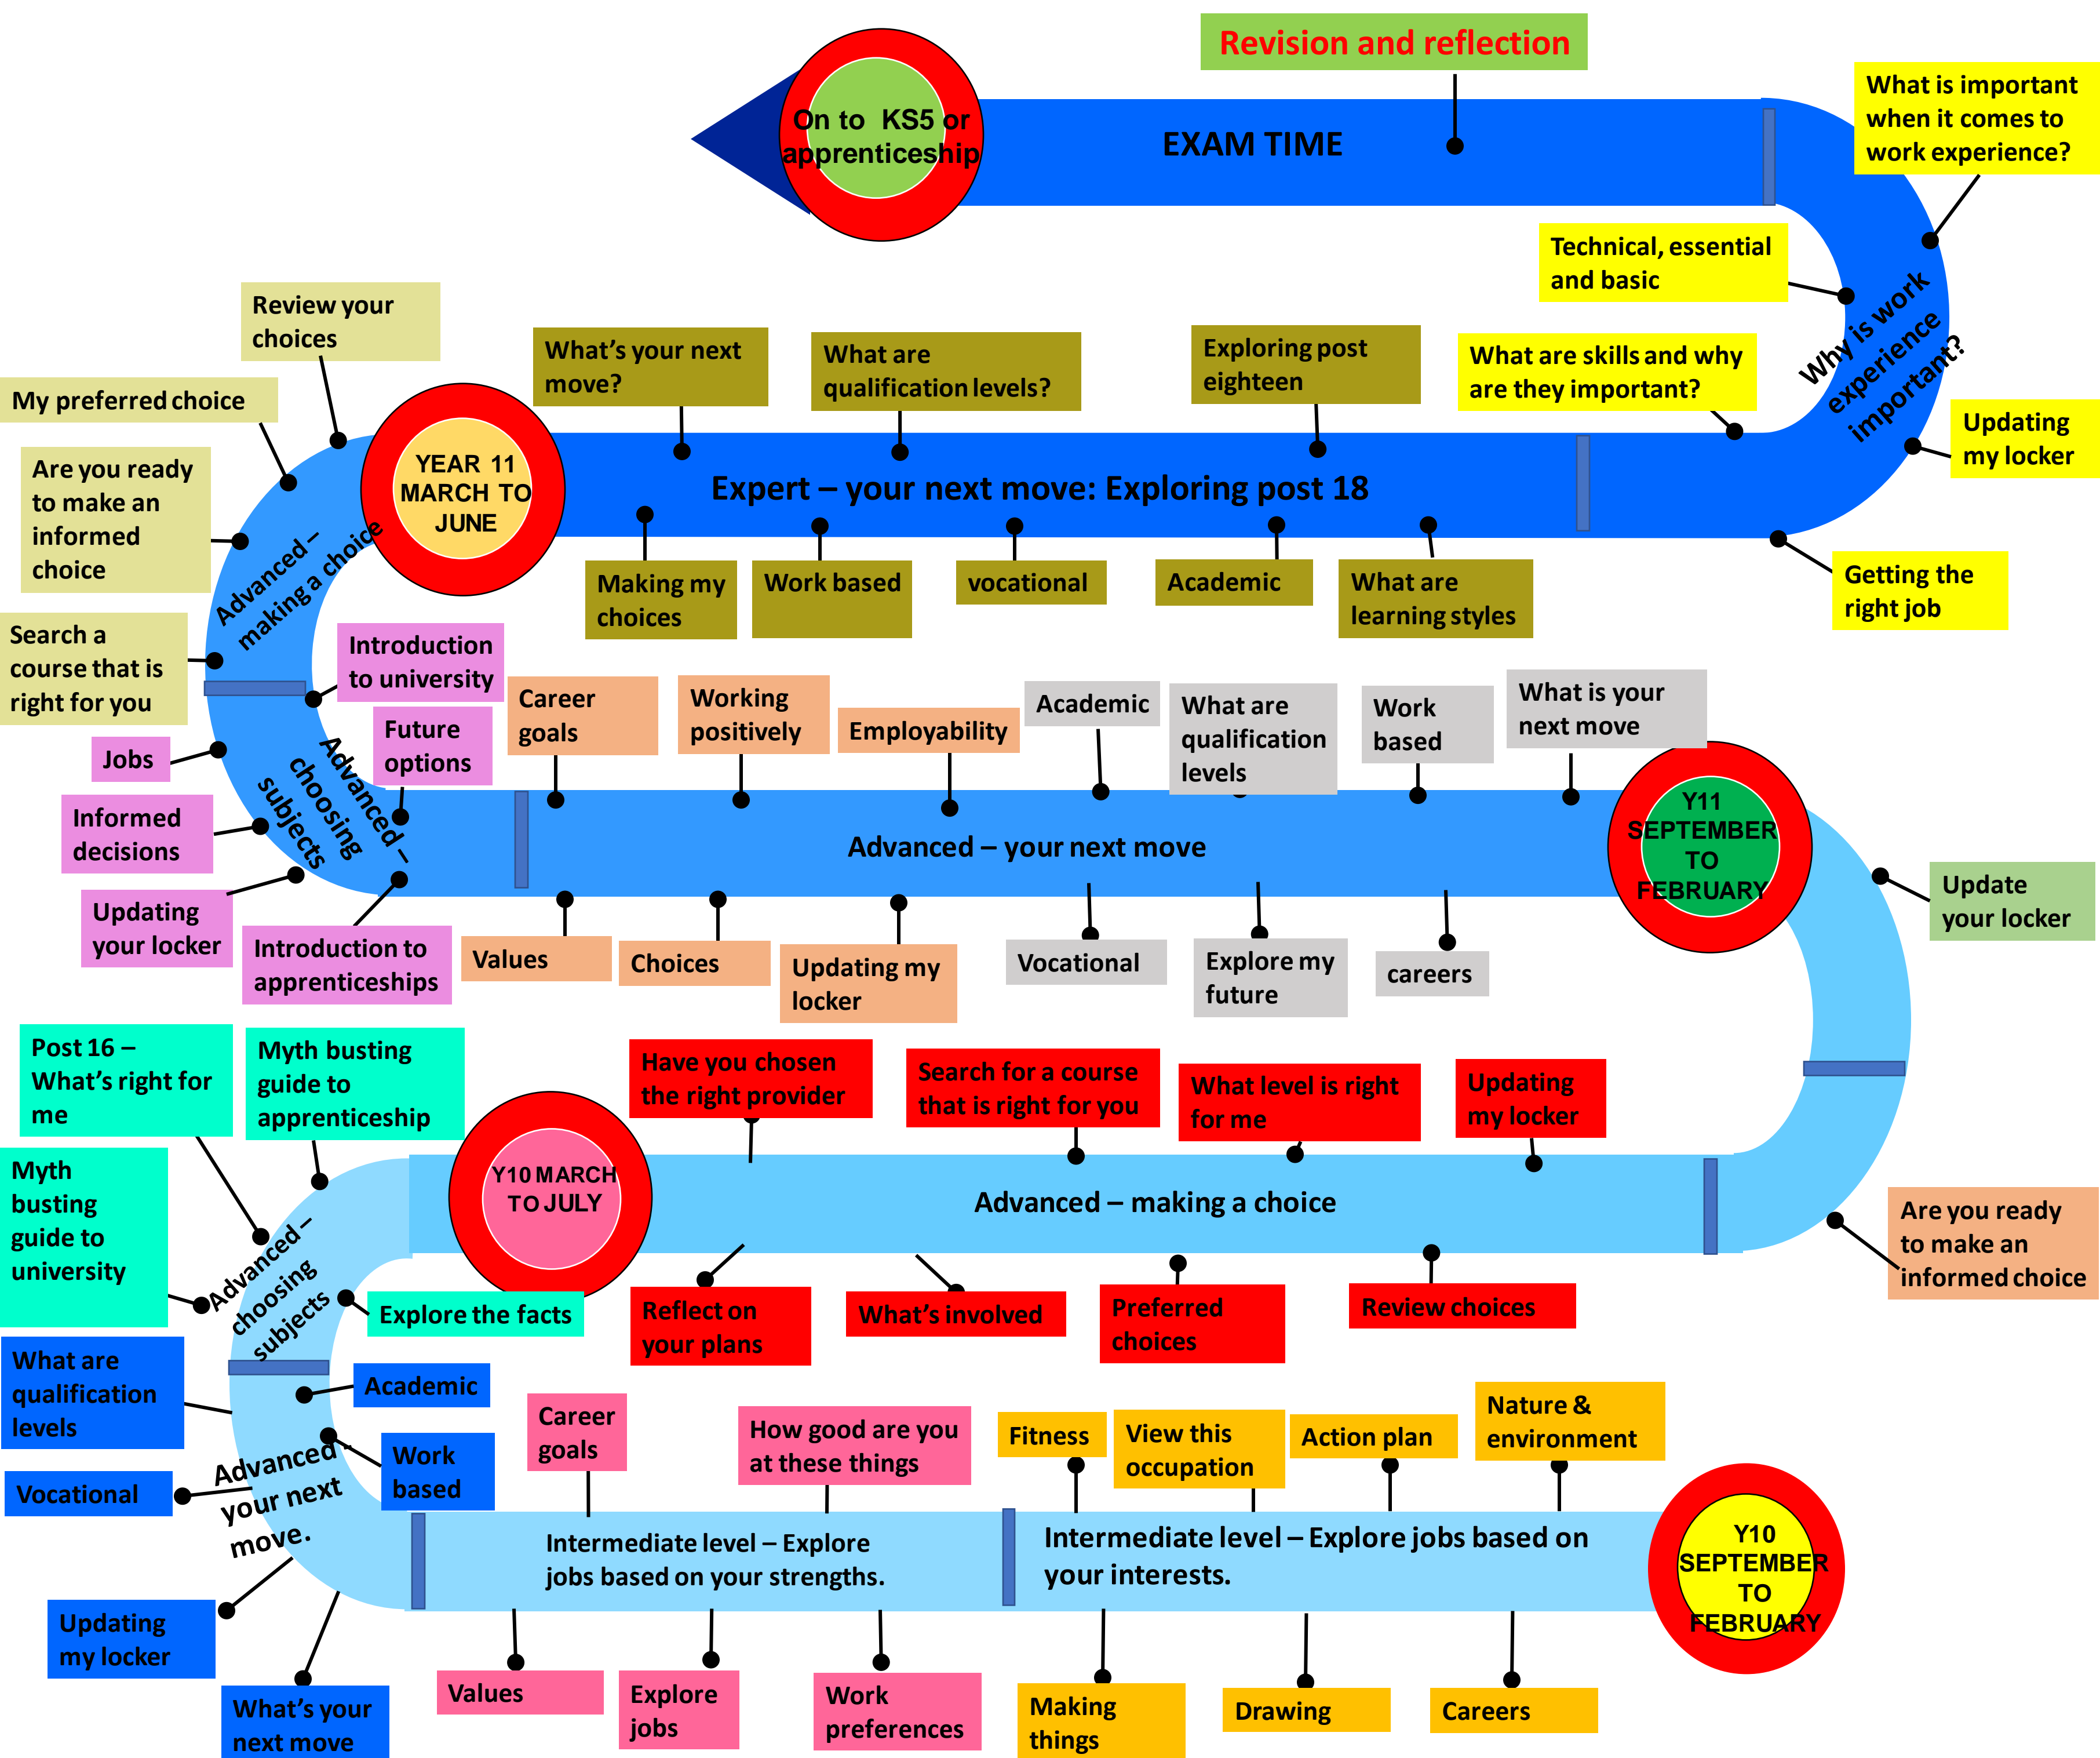 Revision and reflection
On to KS5 or
apprenticeship
EXAM TIME
What is important
when it comes to
work experience?
Technical, essential
and basic
Why is work
experience
important?
What are skills and why
are they important?
Updating
my locker
Getting the
right job
Review your
choices
What's your next
move?
What are
qualification levels?
Exploring post
eighteen
My preferred choice
YEAR 11
MARCH TO
JUNE
Expert – your next move: Exploring post 18
Are you ready
to make an
informed
choice
Making my
choices
Work based
vocational
Academic
What are
learning styles
Advanced –
making a choice
Search a
course that is
right for you
Introduction
to university
Jobs
Future
options
Informed
decisions
Advanced –
choosing
subjects
Updating
your locker
Introduction to
apprenticeships
Career
goals
Working
positively
Employability
Academic
What are
qualification
levels
Work
based
What is your
next move
Advanced – your next move
Y11
SEPTEMBER
TO
FEBRUARY
Values
Choices
Updating my
locker
Vocational
Explore my
future
careers
Update
your locker
Post 16 –
What's right for
me
Myth busting
guide to
apprenticeship
Have you chosen
the right provider
Search for a course
that is right for you
What level is right
for me
Updating
my locker
Myth
busting
guide to
university
Y10 MARCH
TO JULY
Advanced – making a choice
Are you ready
to make an
informed choice
Advanced –
choosing
subjects
Explore the facts
Reflect on
your plans
What's involved
Preferred
choices
Review choices
What are
qualification
levels
Academic
Work
based
Vocational
Advanced –
your next
move.
Updating
my locker
What's your
next move
Career
goals
How good are you
at these things
Fitness
View this
occupation
Action plan
Nature &
environment
Intermediate level – Explore
jobs based on your strengths.
Intermediate level – Explore jobs based on
your interests.
Y10
SEPTEMBER
TO
FEBRUARY
Values
Explore
jobs
Work
preferences
Making
things
Drawing
Careers